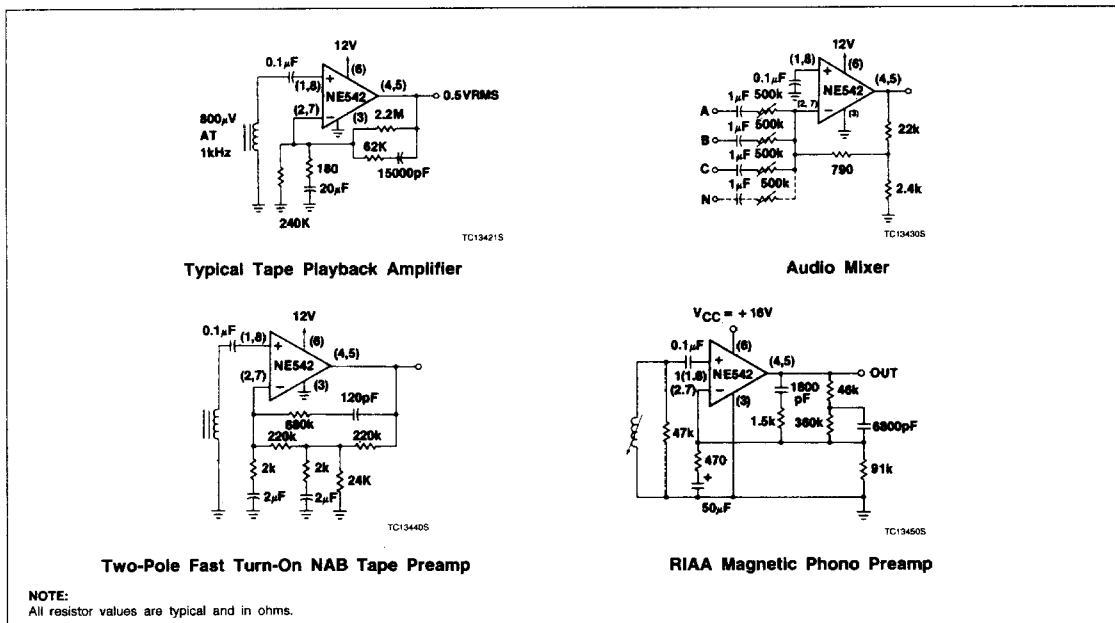 12V
0.1μF
(6)
(1,8)
+
(4,5)
NE542
0.5VRMS
(2,7)
−
(3)
2.2M
800μV
AT
1kHz
62K
15000pF
180
20μF
240K
TC13421S
Typical Tape Playback Amplifier
12V
(1,8)
(6)
+
(4,5)
0.1μF
NE542
1μF
500k
(2,7)
−
(3)
A
1μF
500k
22k
B
1μF
500k
C
790
1μF
500k
2.4k
N
TC13430S
Audio Mixer
12V
0.1μF
(1,8)
(6)
+
(4,5)
NE542
(2,7)
−
(3)
120pF
680k
220k
220k
2k
2k
24K
2μF
2μF
TC13440S
Two-Pole Fast Turn-On NAB Tape Preamp
VCC = +16V
0.1μF
(6)
+
(4,5)
1(1.8)
NE542
OUT
(2.7)
−
(3)
1800
pF
46k
1.5k
360k
6800pF
47k
470
+
91k
50μF
TC13450S
RIAA Magnetic Phono Preamp
NOTE:
All resistor values are typical and in ohms.